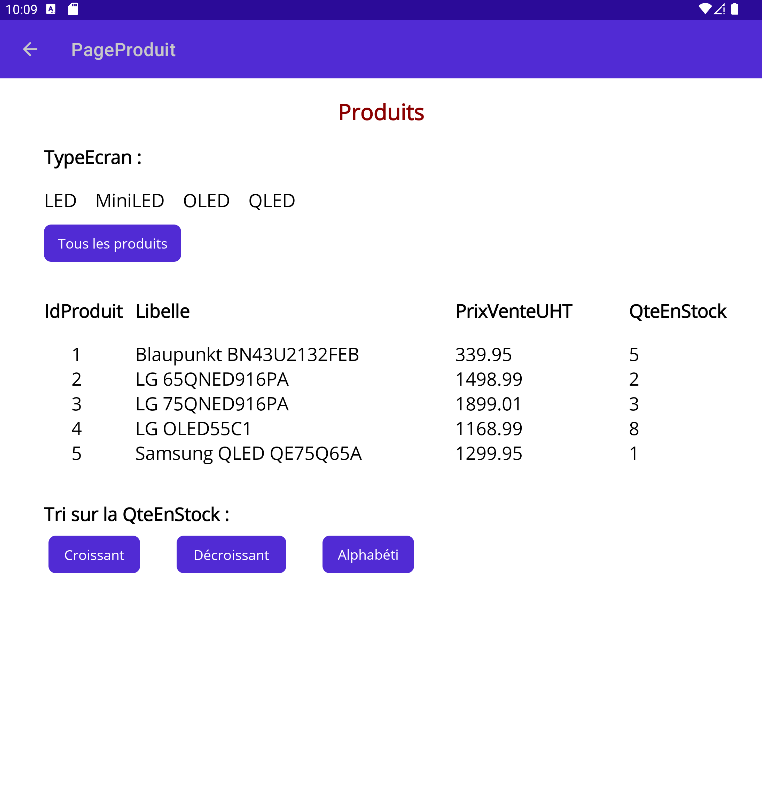 10:09
PageProduit
Produits
TypeEcran :
LED MiniLED OLED QLED
Tous les produits
IdProduit Libelle PrixVenteUHT QteEnStock
1 Blaupunkt BN43U2132FEB 339.95 5
2 LG 65QNED916PA 1498.99 2
3 LG 75QNED916PA 1899.01 3
4 LG OLED55C1 1168.99 8
5 Samsung QLED QE75Q65A 1299.95 1
Tri sur la QteEnStock :
Croissant Décroissant Alphabéti